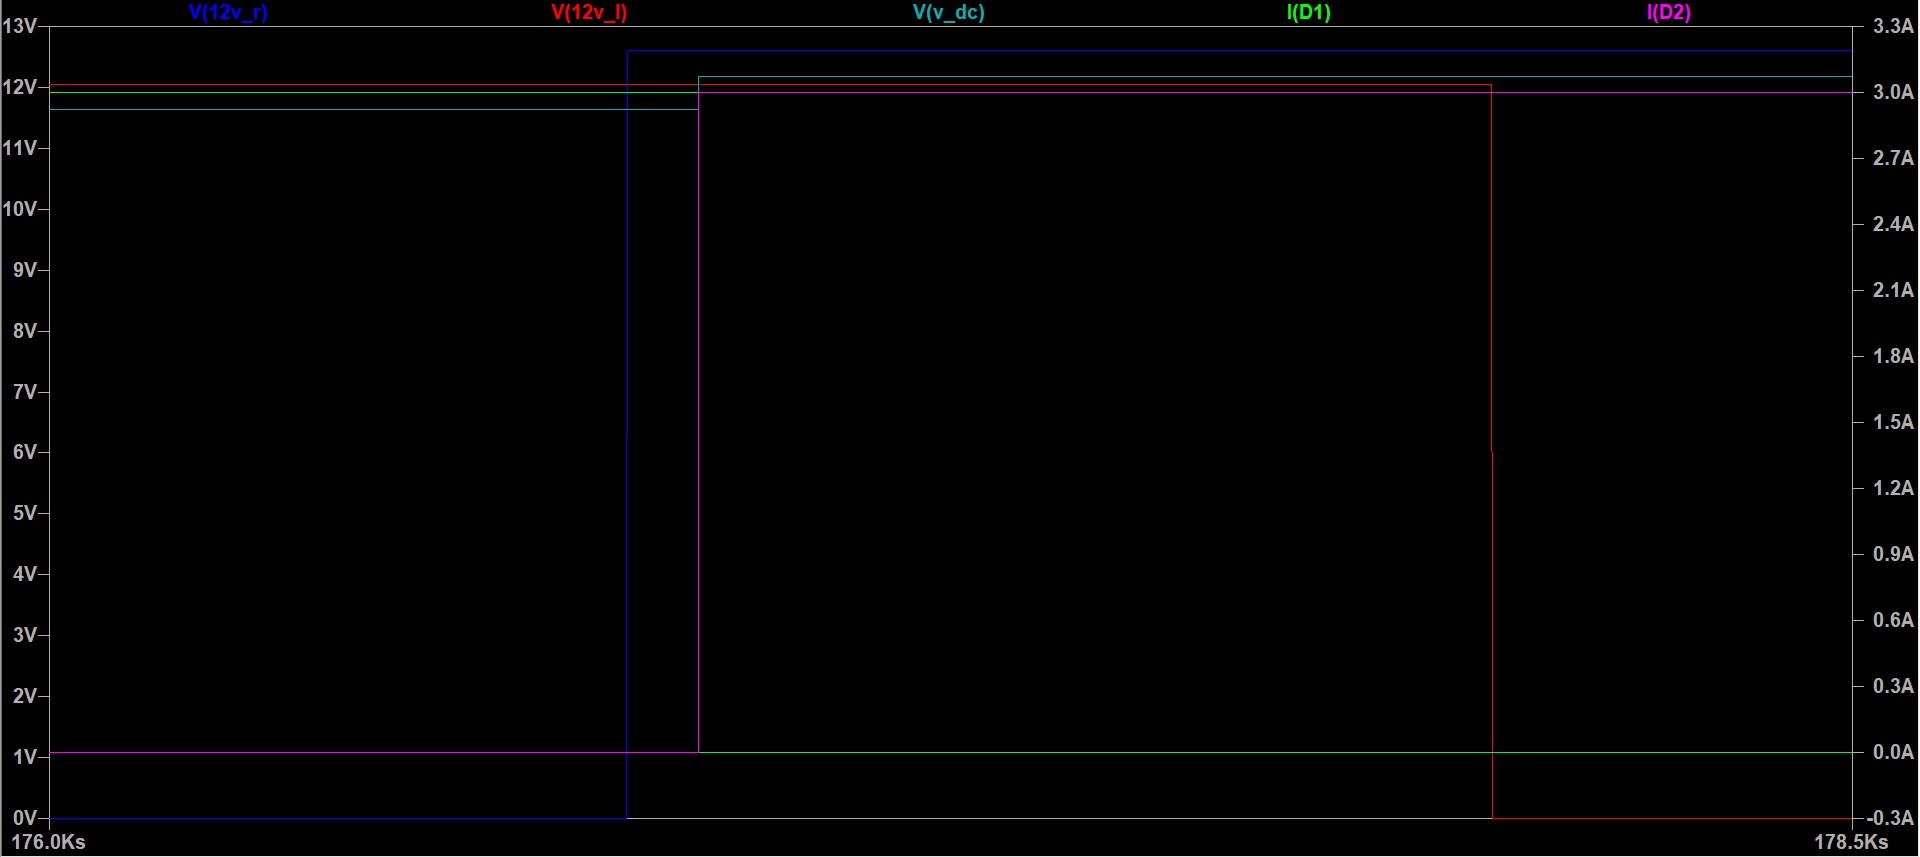 V(12v_r) V(12v_l) V(v_dc) I(D1) I(D2)
13V 3.3A
12V 3.0A
11V 2.7A
10V 2.4A
9V 2.1A
8V 1.8A
7V 1.5A
6V 1.2A
5V 0.9A
4V 0.6A
3V 0.3A
2V 0.0A
1V -0.3A
0V
176.0Ks 178.5Ks